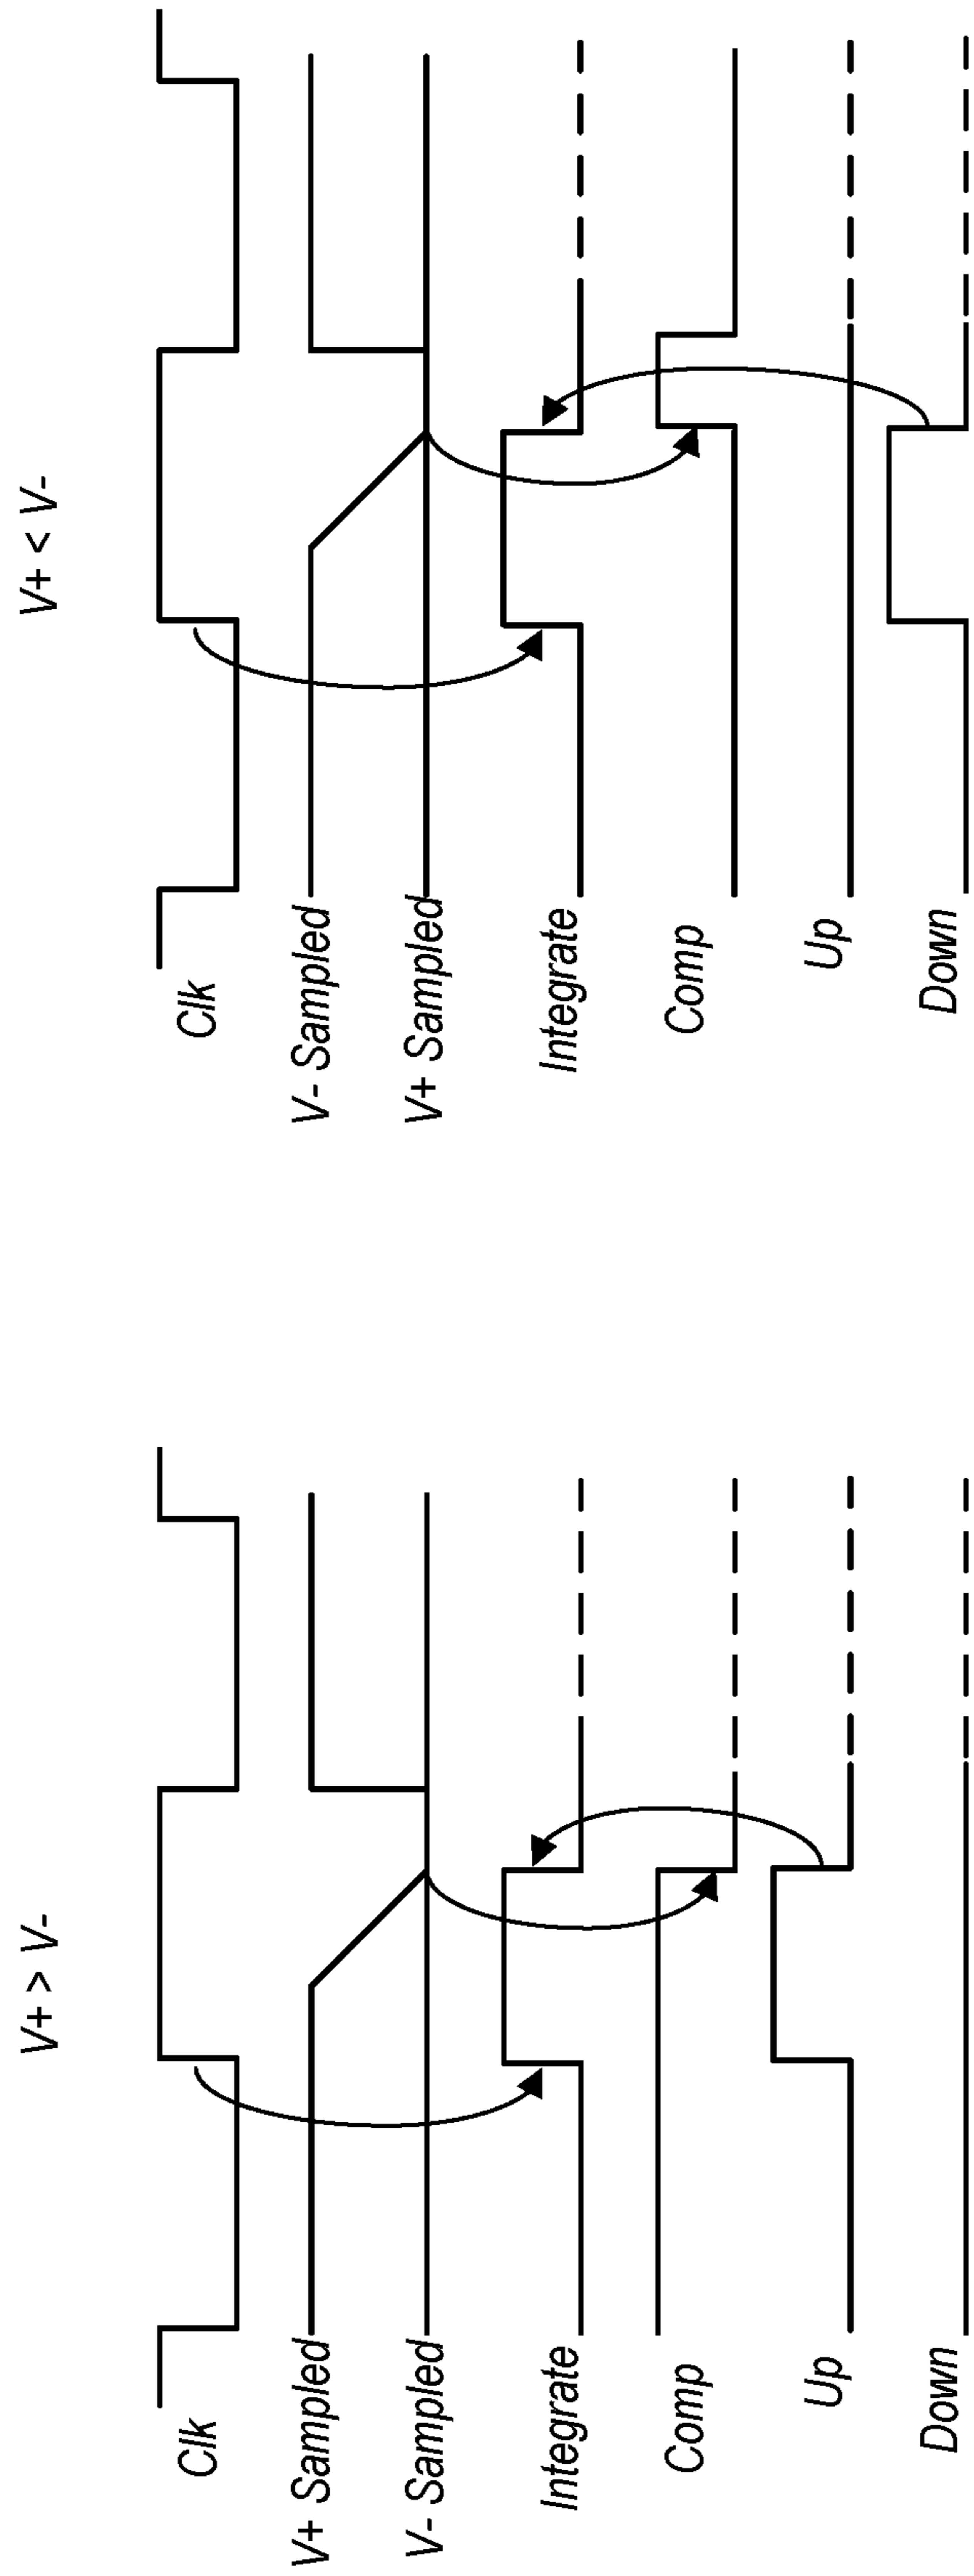 V+ > V-
Clk
V+ Sampled
V- Sampled
Integrate
Comp
Up
Down
V+ < V-
Clk
V- Sampled
V+ Sampled
Integrate
Comp
Up
Down